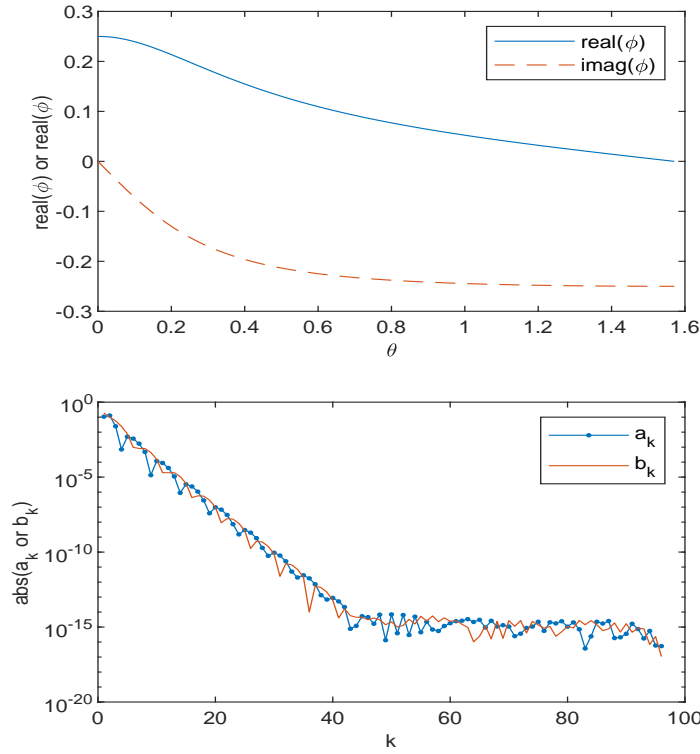 0.3
0.2
0.1
0
-0.1
-0.2
-0.3
real(ϕ) or real(ϕ)
real(ϕ)
imag(ϕ)
0 0.2 0.4 0.6 0.8 1 1.2 1.4 1.6
θ
10^0
10^-5
10^-10
10^-15
10^-20
abs(a_k or b_k)
a_k
b_k
0 20 40 60 80 100
k